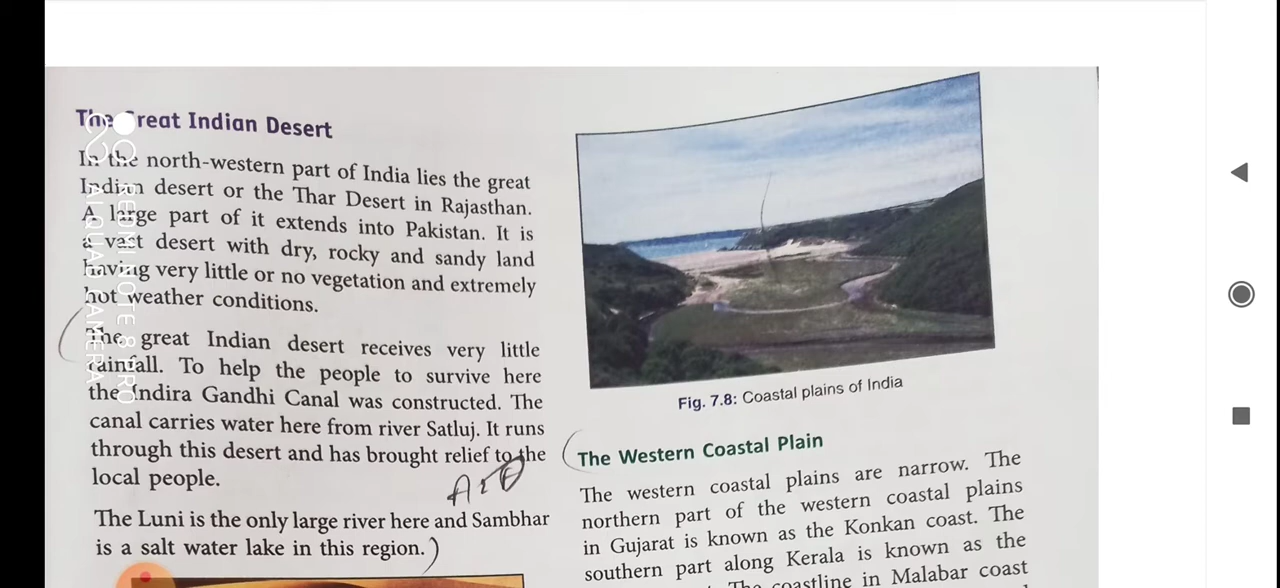 The Great Indian Desert
In the north-western part of India lies the great
Indian desert or the Thar Desert in Rajasthan.
A large part of it extends into Pakistan. It is
a vast desert with dry, rocky and sandy land
having very little or no vegetation and extremely
hot weather conditions.
The great Indian desert receives very little
rainfall. To help the people to survive here
the Indira Gandhi Canal was constructed. The
canal carries water here from river Satluj. It runs
through this desert and has brought relief to the
local people.
The Luni is the only large river here and Sambhar
is a salt water lake in this region.)
REDMI NOTE 8 PRO
AI QUAD CAMERA
Fig. 7.8: Coastal plains of India
The Western Coastal Plain
The western coastal plains are narrow. The
northern part of the western coastal plains
in Gujarat is known as the Konkan coast. The
southern part along Kerala is known as the
The coastline in Malabar coast